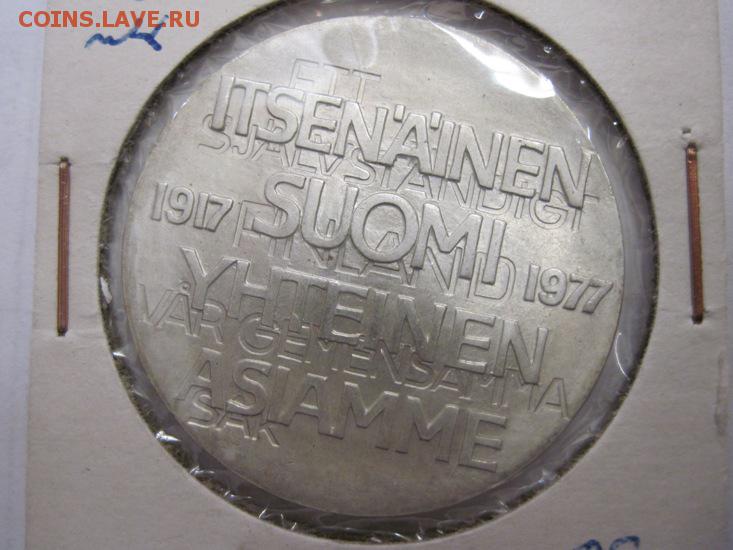 COINS.LAVE.RU
ETT
ITSENÄINEN
SJÄLVSTÄNDIGT
SUOMI
1917
FINLAND
1977
YHTEINEN
VÅR GEMENSAMMA
ASIAMME
SAK